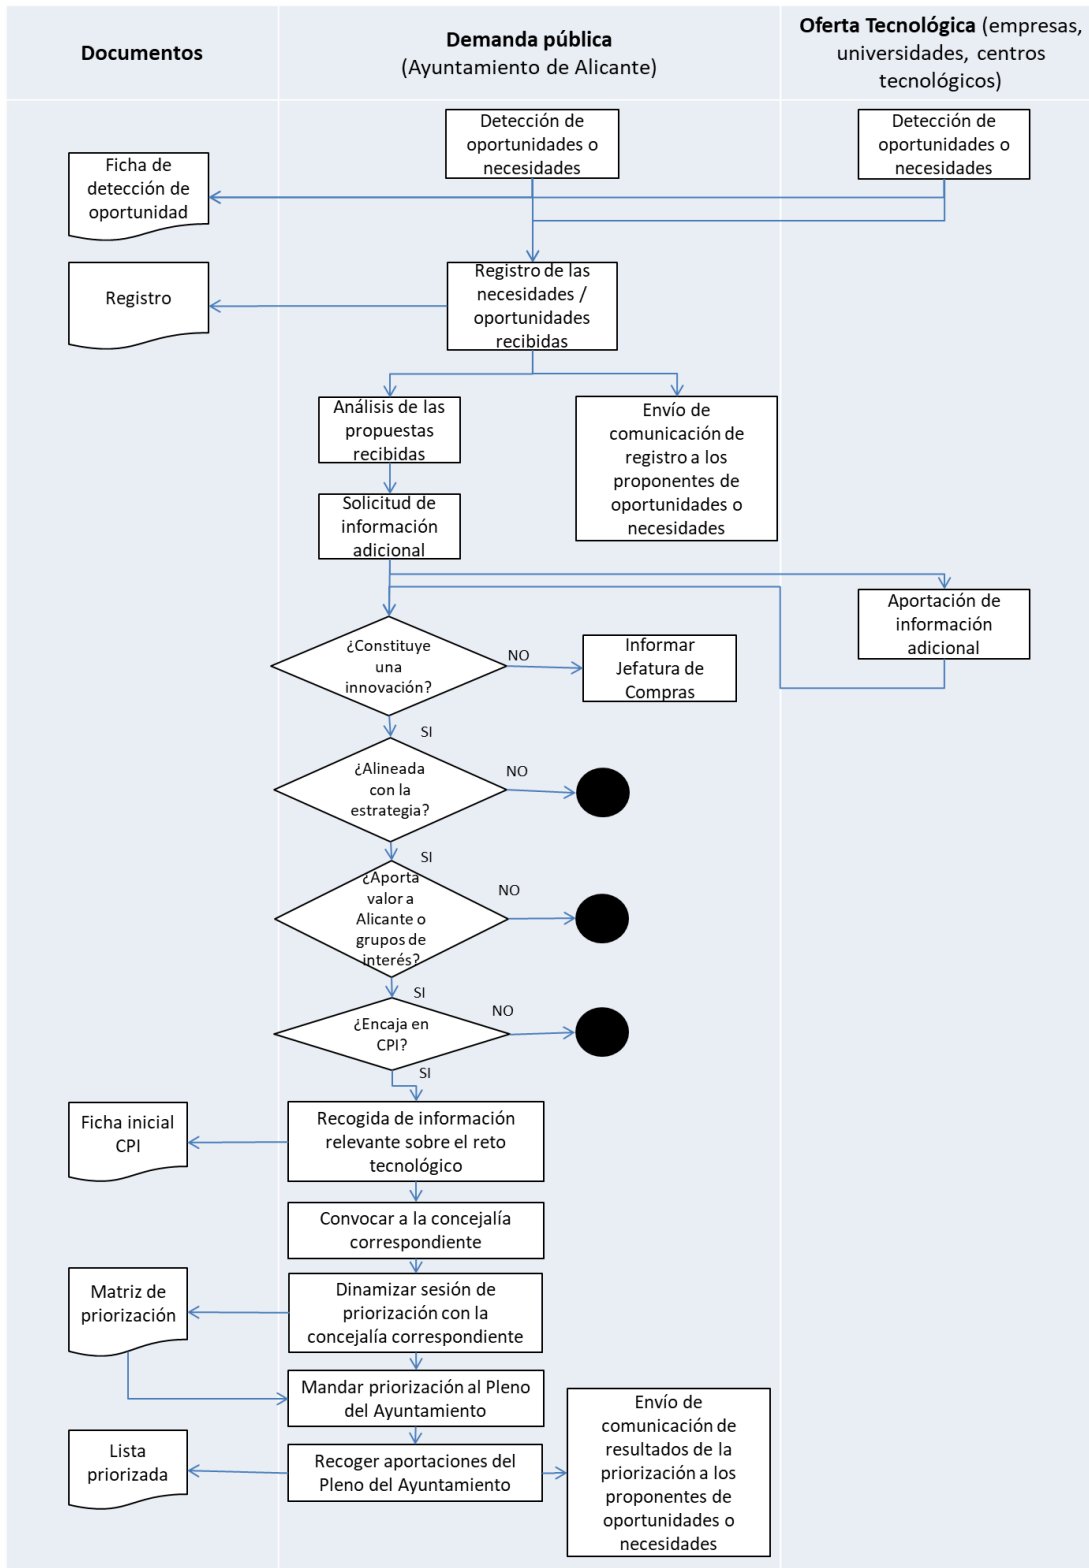 Documentos
Demanda pública
(Ayuntamiento de Alicante)
Oferta Tecnológica (empresas,
universidades, centros
tecnológicos)
Detección de
oportunidades o
necesidades
Detección de
oportunidades o
necesidades
Ficha de
detección de
oportunidad
Registro
Registro de las
necesidades /
oportunidades
recibidas
Análisis de las
propuestas
recibidas
Envío de
comunicación de
registro a los
proponentes de
oportunidades o
necesidades
Solicitud de
información
adicional
Aportación de
información
adicional
¿Constituye
una
innovación?
NO
Informar
Jefatura de
Compras
SI
¿Alineada
con la
estrategia?
NO
SI
¿Aporta
valor a
Alicante o
grupos de
interés?
NO
SI
¿Encaja en
CPI?
NO
SI
Ficha inicial
CPI
Recogida de información
relevante sobre el reto
tecnológico
Convocar a la concejalía
correspondiente
Matriz de
priorización
Dinamizar sesión de
priorización con la
concejalía correspondiente
Mandar priorización al Pleno
del Ayuntamiento
Lista
priorizada
Recoger aportaciones del
Pleno del Ayuntamiento
Envío de
comunicación de
resultados de la
priorización a los
proponentes de
oportunidades o
necesidades